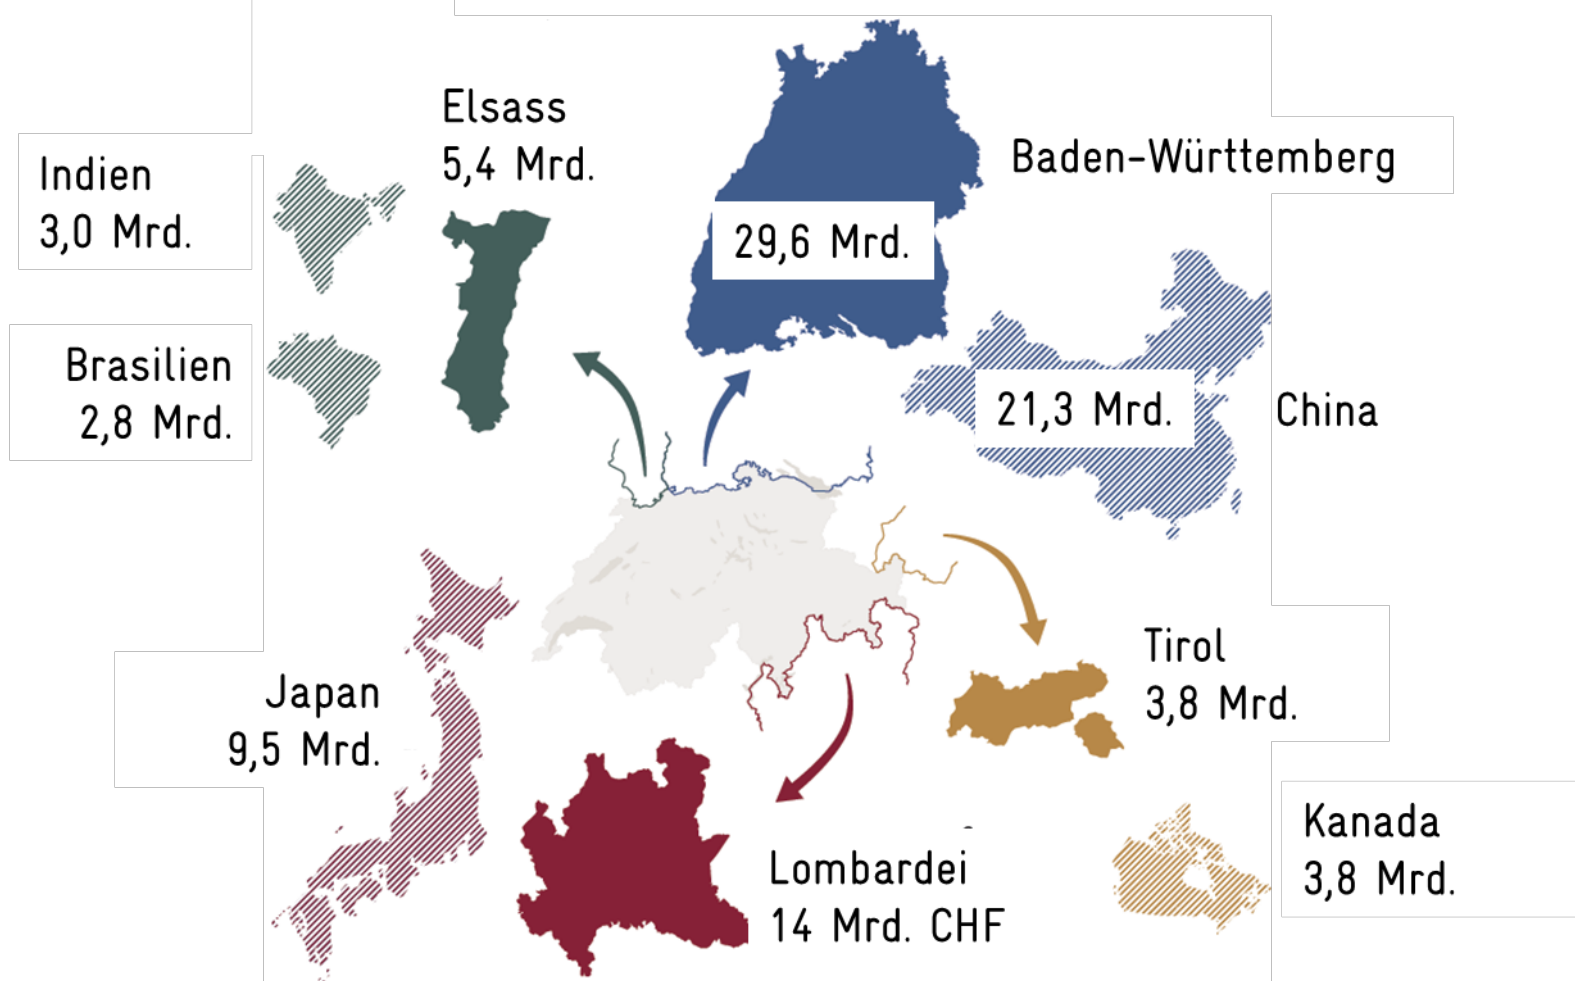 Elsass
5,4 Mrd.
Baden-Württemberg
29,6 Mrd.
Indien
3,0 Mrd.
Brasilien
2,8 Mrd.
21,3 Mrd.
China
Tirol
3,8 Mrd.
Japan
9,5 Mrd.
Kanada
3,8 Mrd.
Lombardei
14 Mrd. CHF